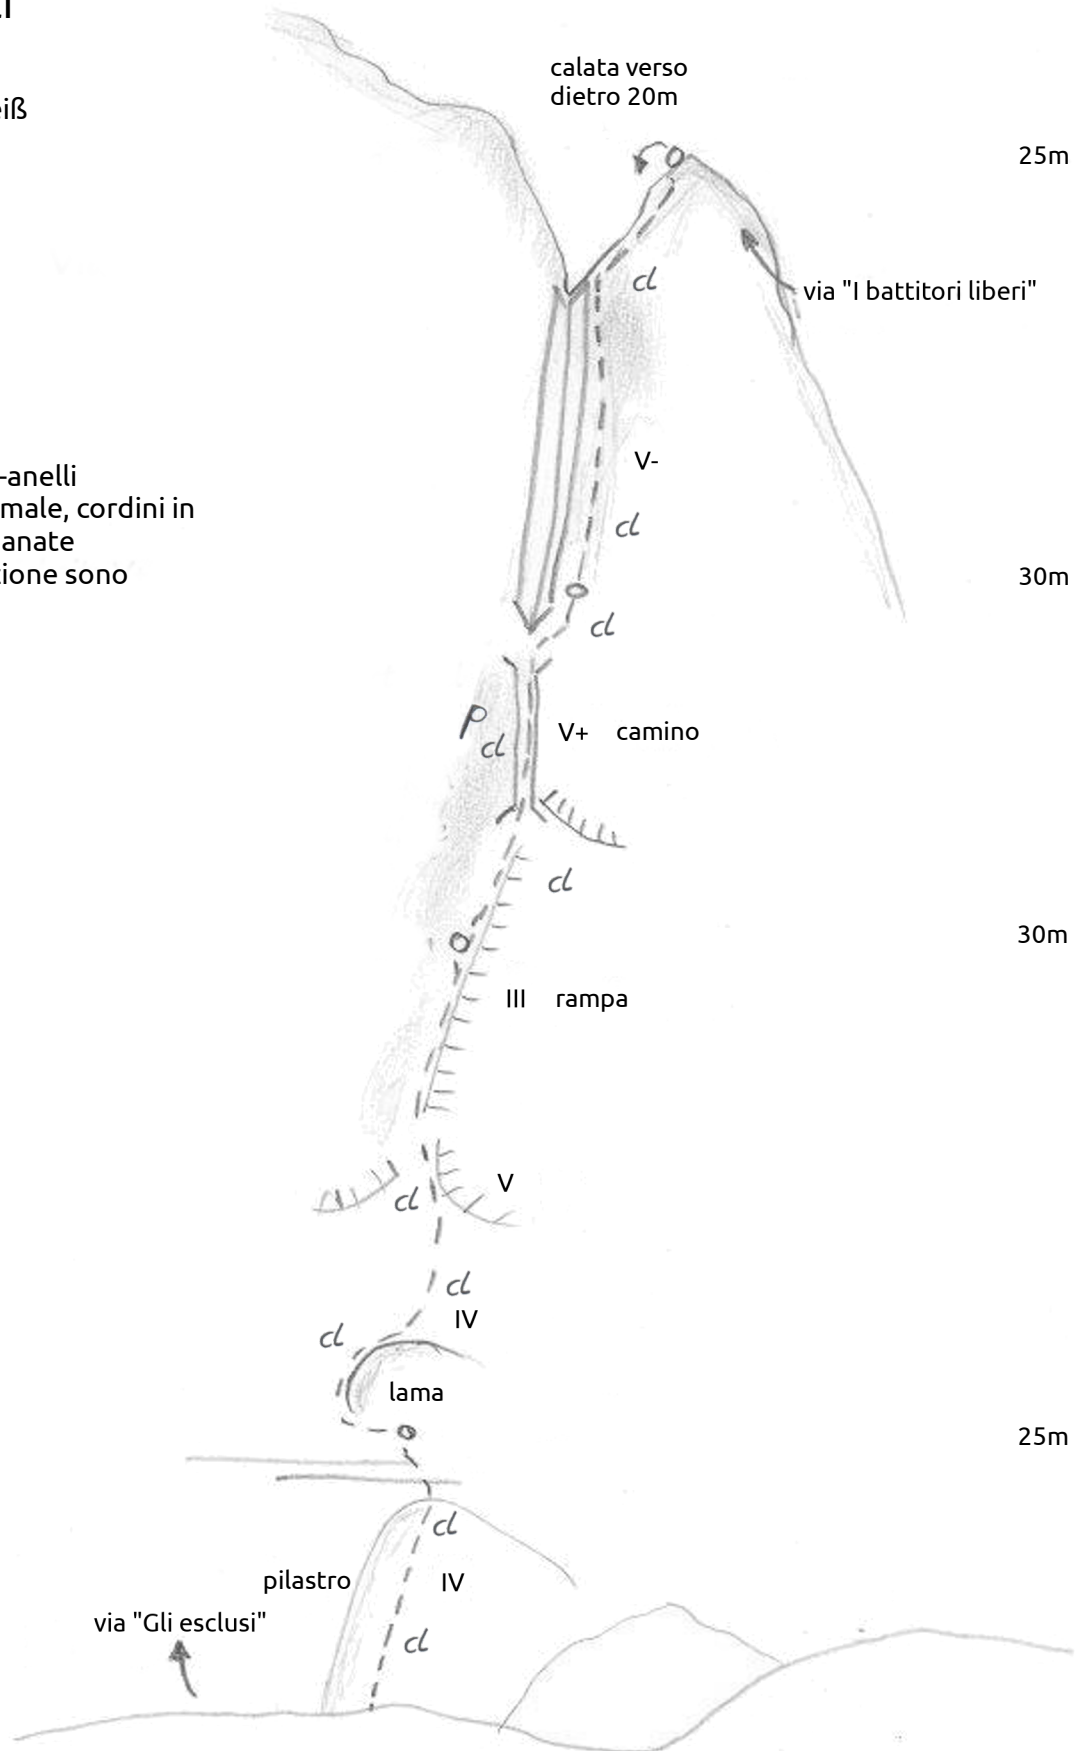 calata verso
dietro 20m
25m
cl
via "I battitori liberi"
V-
-anelli
male, cordini in
anate
cl
30m
zione sono
cl
p
cl
V+ camino
cl
30m
III rampa
V
cl
cl
IV
cl
lama
25m
cl
pilastro
IV
via "Gli esclusi"
cl